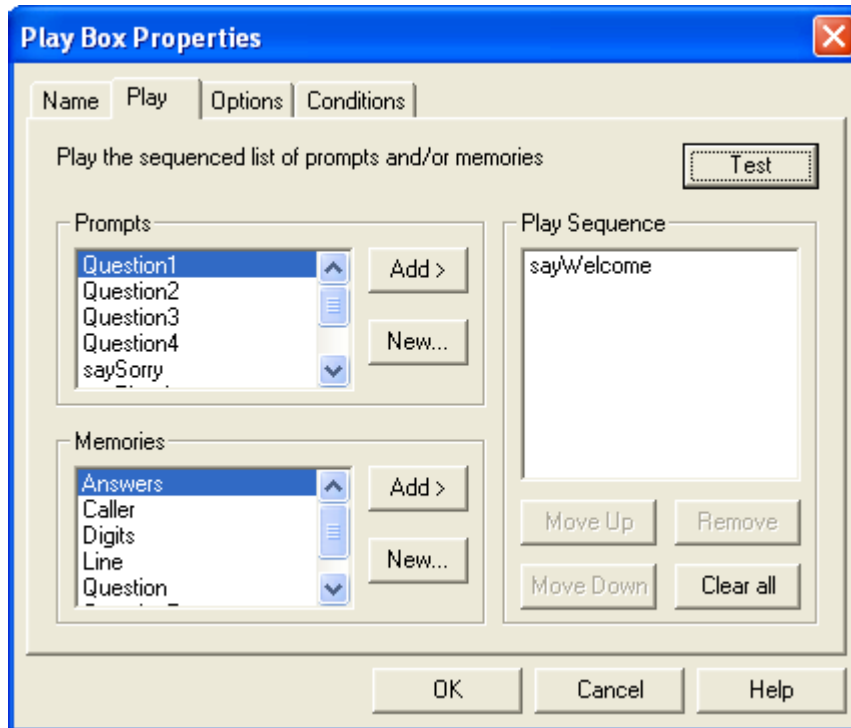 Play Box Properties
Name Play Options Conditions
Play the sequenced list of prompts and/or memories
Test
Prompts
Question1
Question2
Question3
Question4
saySorry
Add >
New...
Play Sequence
sayWelcome
Memories
Answers
Caller
Digits
Line
Question
Add >
New...
Move Up
Remove
Move Down
Clear all
OK
Cancel
Help